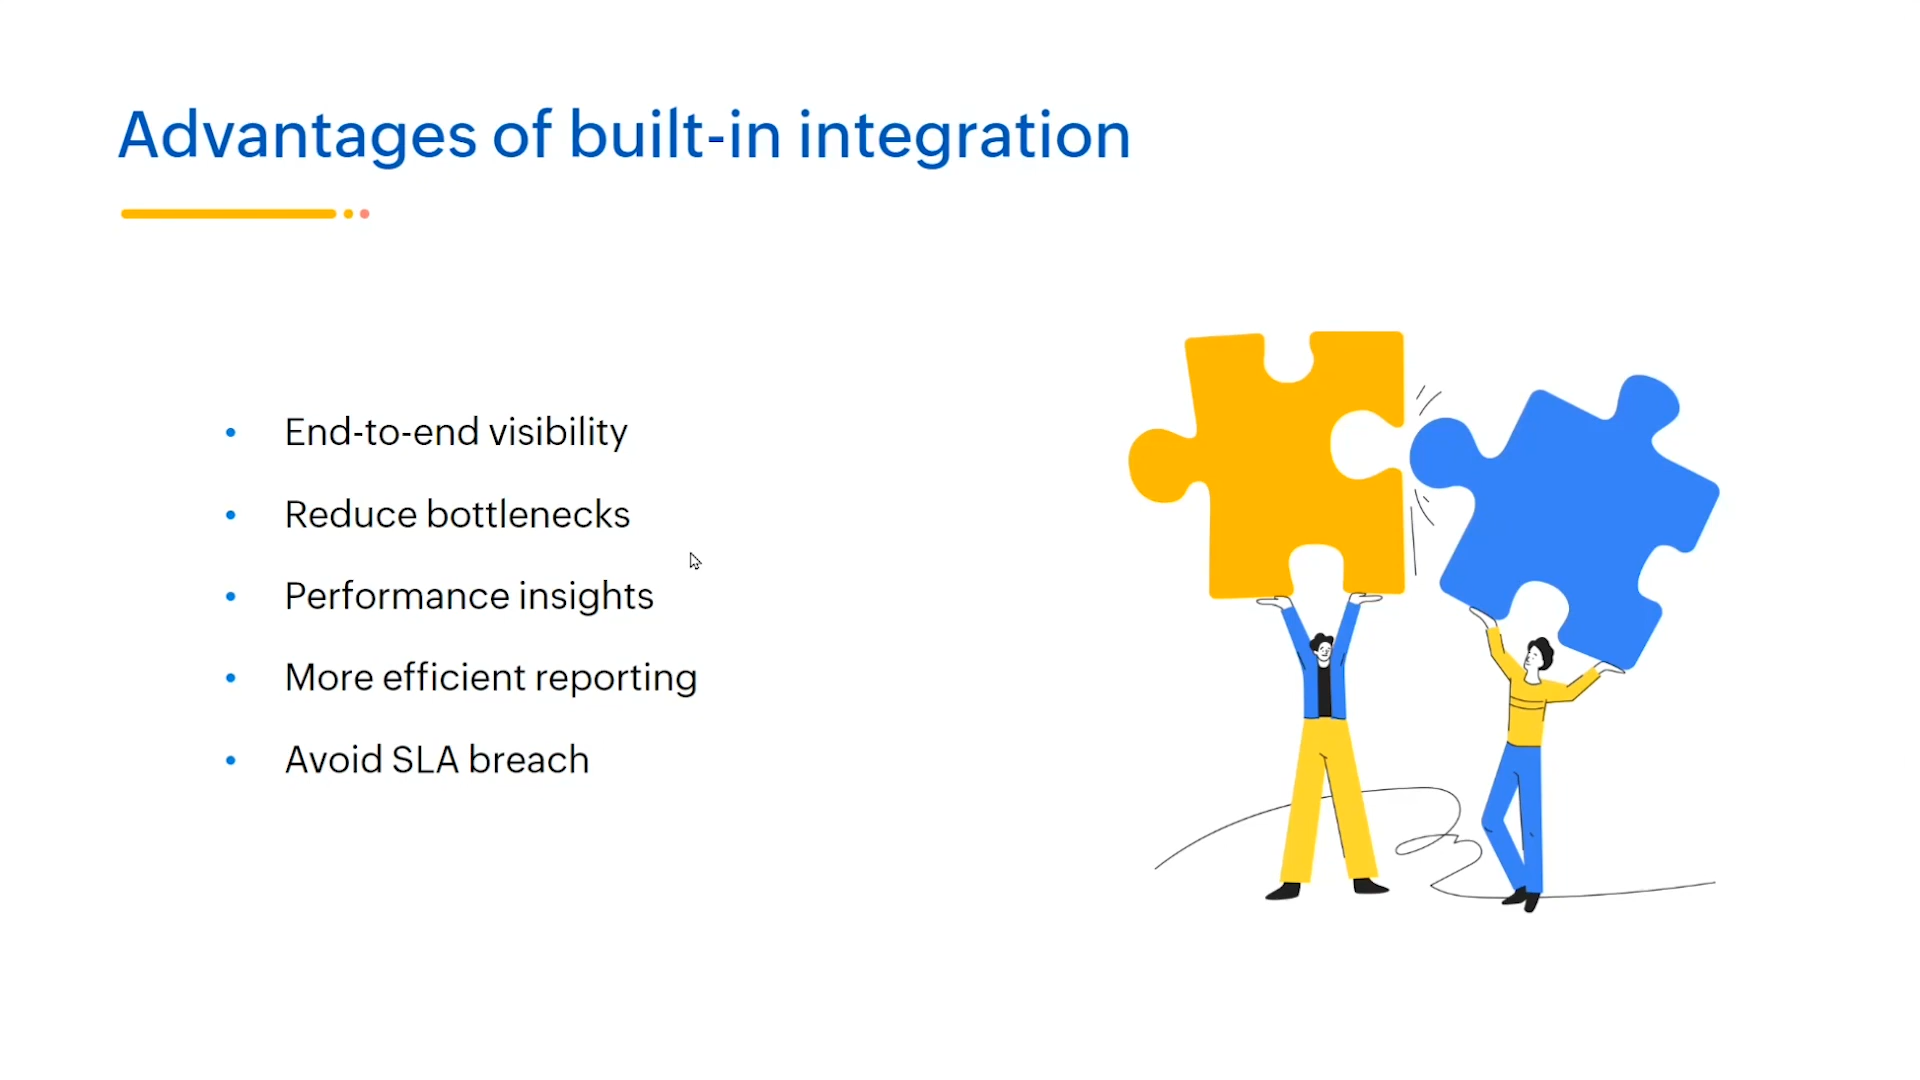 Advantages of built-in integration
• End-to-end visibility
• Reduce bottlenecks
• Performance insights
• More efficient reporting
• Avoid SLA breach